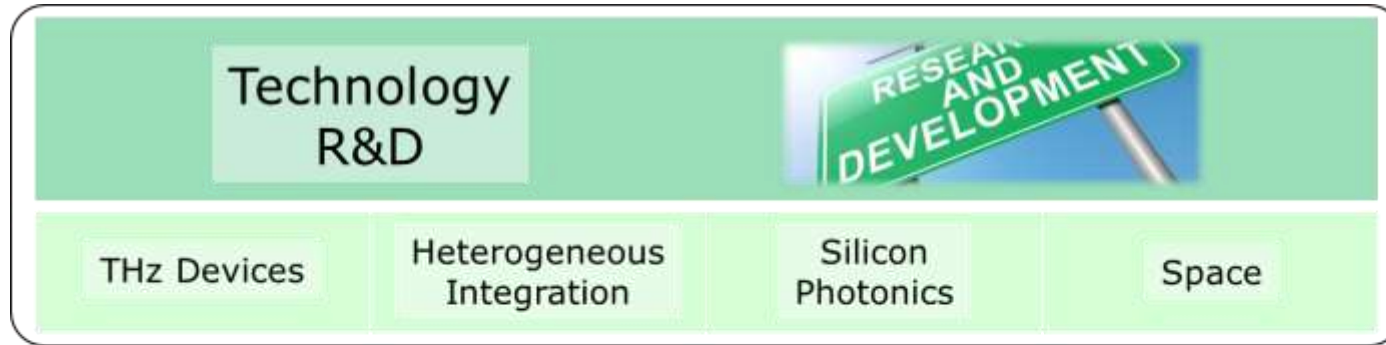 Technology
R&D
RESEAR
AND
DEVELOPMENT
THz Devices
Heterogeneous
Integration
Silicon
Photonics
Space